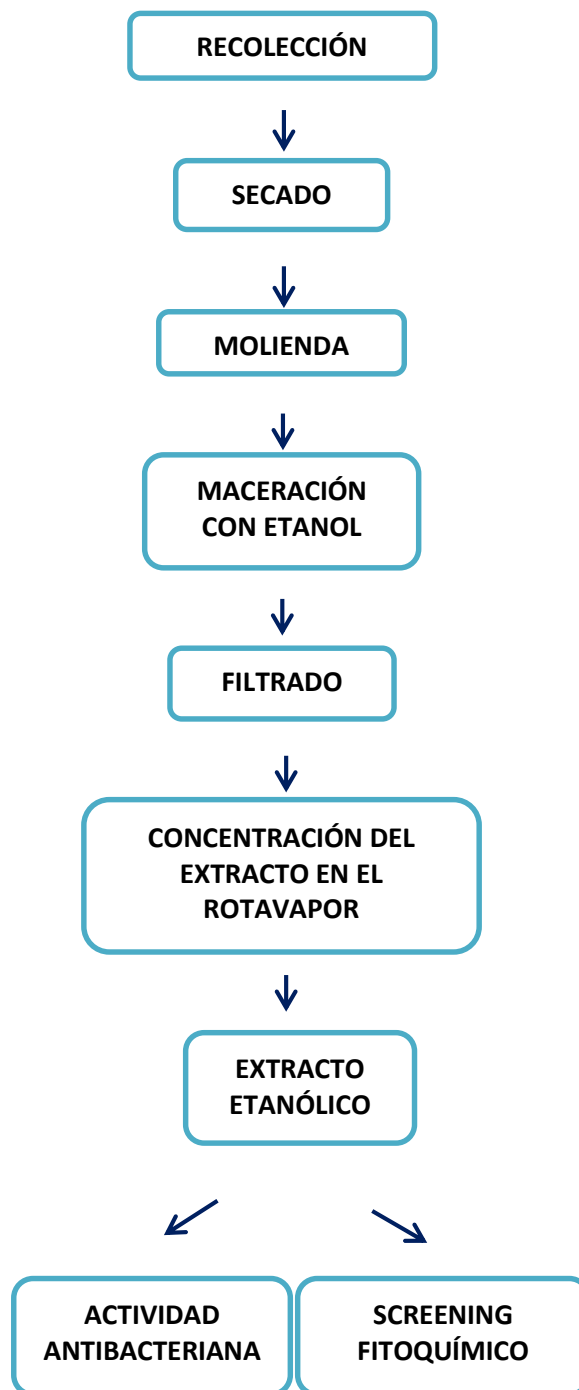 RECOLECCIÓN
SECADO
MOLIENDA
MACERACIÓN
CON ETANOL
FILTRADO
CONCENTRACIÓN DEL
EXTRACTO EN EL
ROTAVAPOR
EXTRACTO
ETANÓLICO
ACTIVIDAD
ANTIBACTERIANA
SCREENING
FITOQUÍMICO